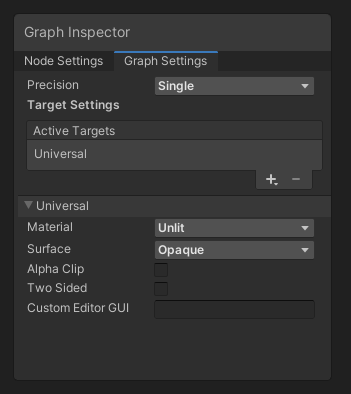 Graph Inspector
Node Settings Graph Settings
Precision Single
Target Settings
Active Targets
Universal
Universal
Material Unlit
Surface Opaque
Alpha Clip
Two Sided
Custom Editor GUI